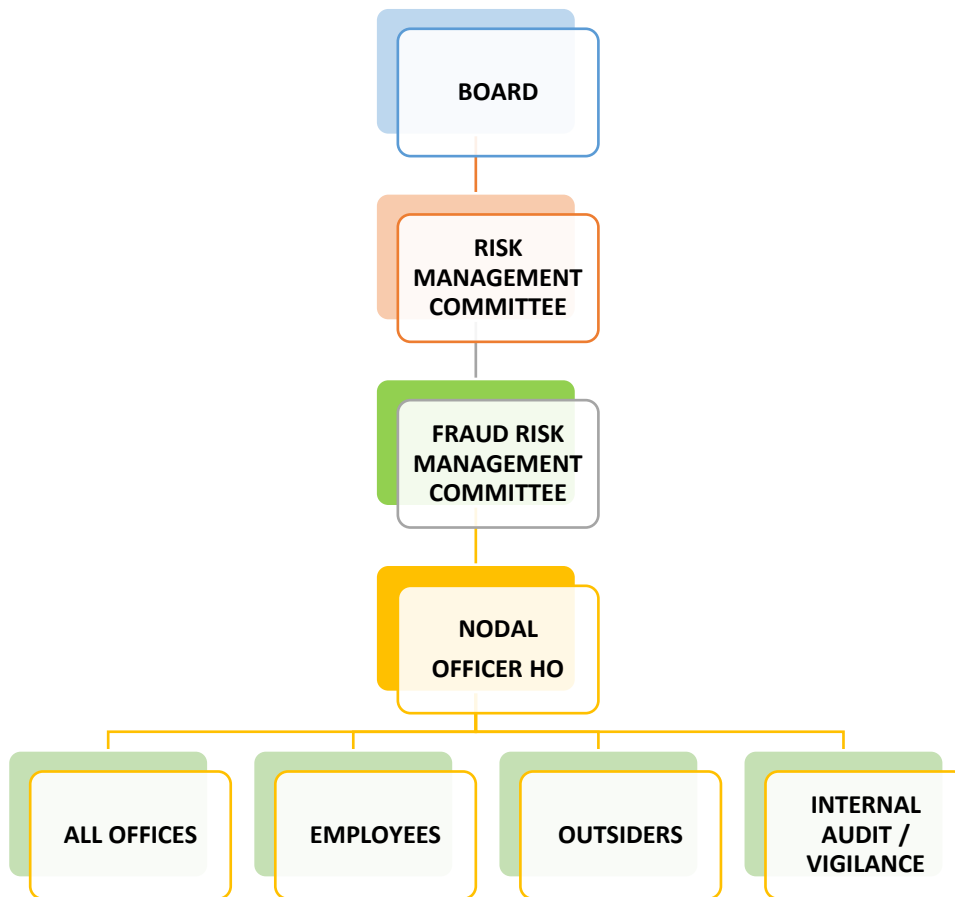 BOARD
RISK
MANAGEMENT
COMMITTEE
FRAUD RISK
MANAGEMENT
COMMITTEE
NODAL
OFFICER HO
ALL OFFICES
EMPLOYEES
OUTSIDERS
INTERNAL
AUDIT /
VIGILANCE